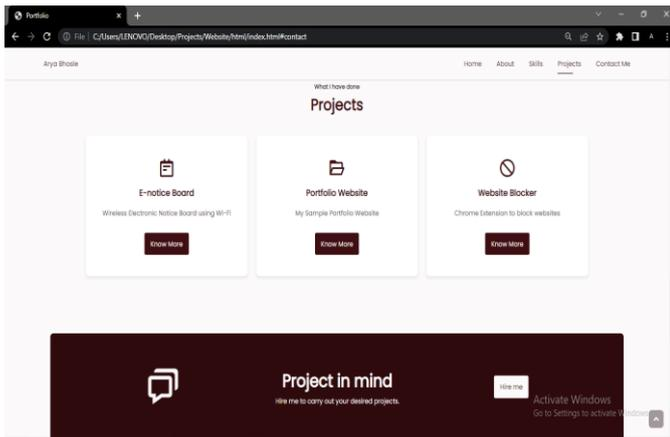 Portfolio
File | C:/Users/LENOVO/Desktop/Projects/Website/html/index.html#contact
A
Arya Bhosle
Home About Skills Projects Contact Me
What I have done
Projects
E-notice Board Portfolio Website Website Blocker
Wireless Electronic Notice Board using Wi-Fi My Sample Portfolio Website Chrome Extension to block websites
Know More Know More Know More
Project in mind
Hire me to carry out your desired projects.
Hire me
Activate Windows
Go to Settings to activate Windows